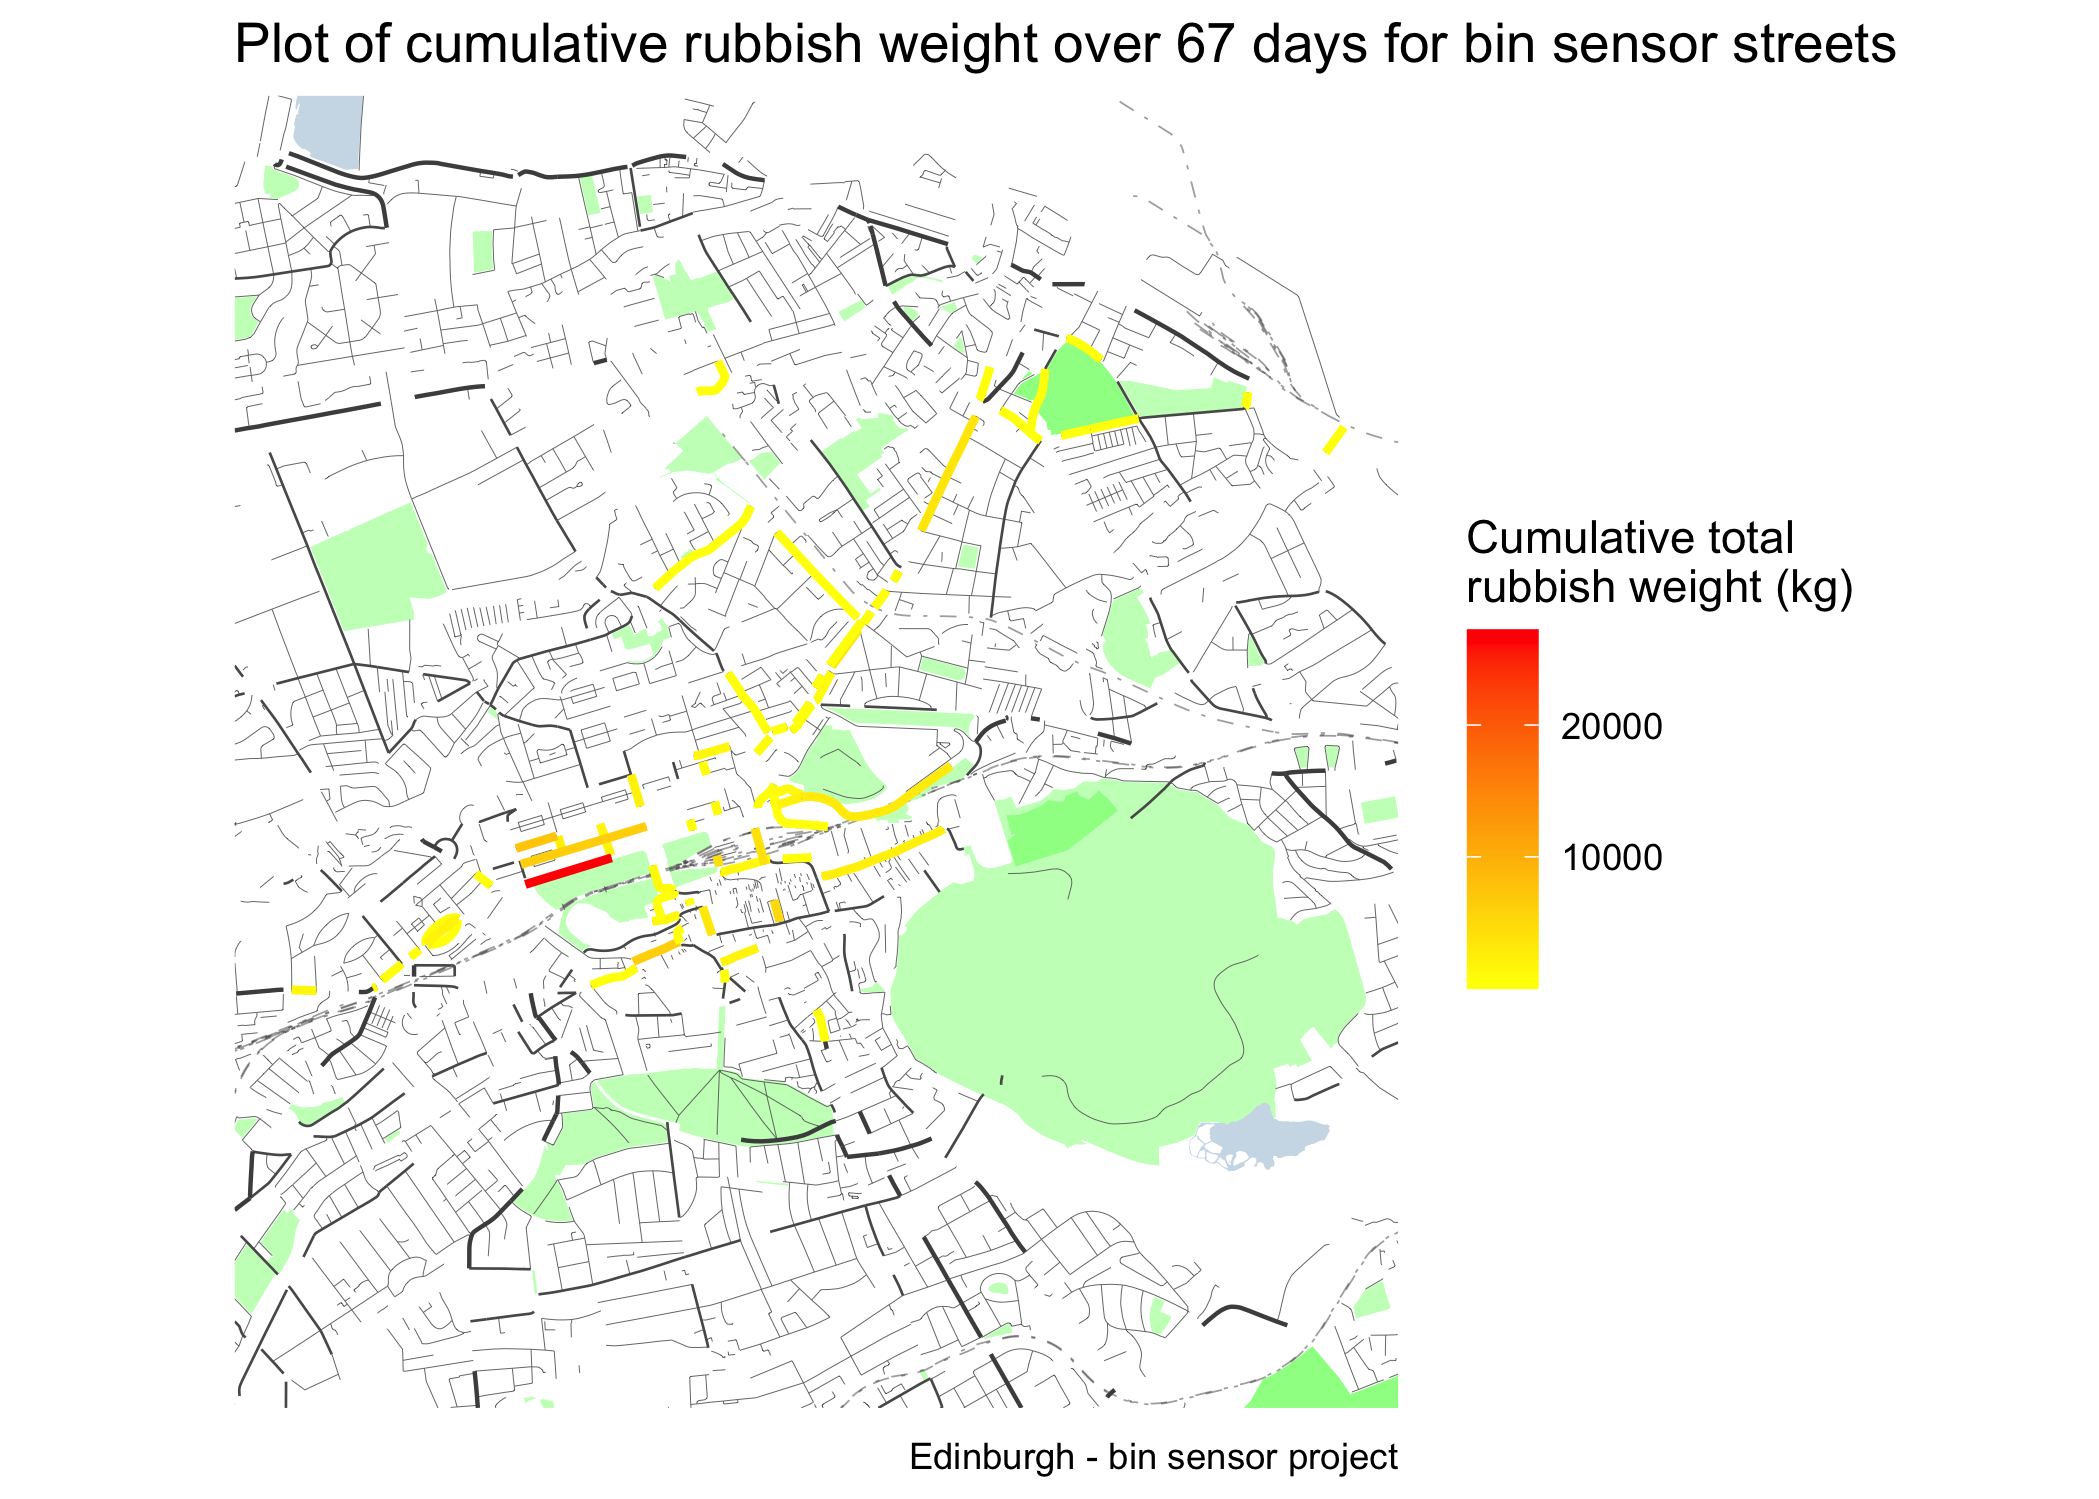 Plot of cumulative rubbish weight over 67 days for bin sensor streets
Cumulative total
rubbish weight (kg)
20000
10000
Edinburgh - bin sensor project